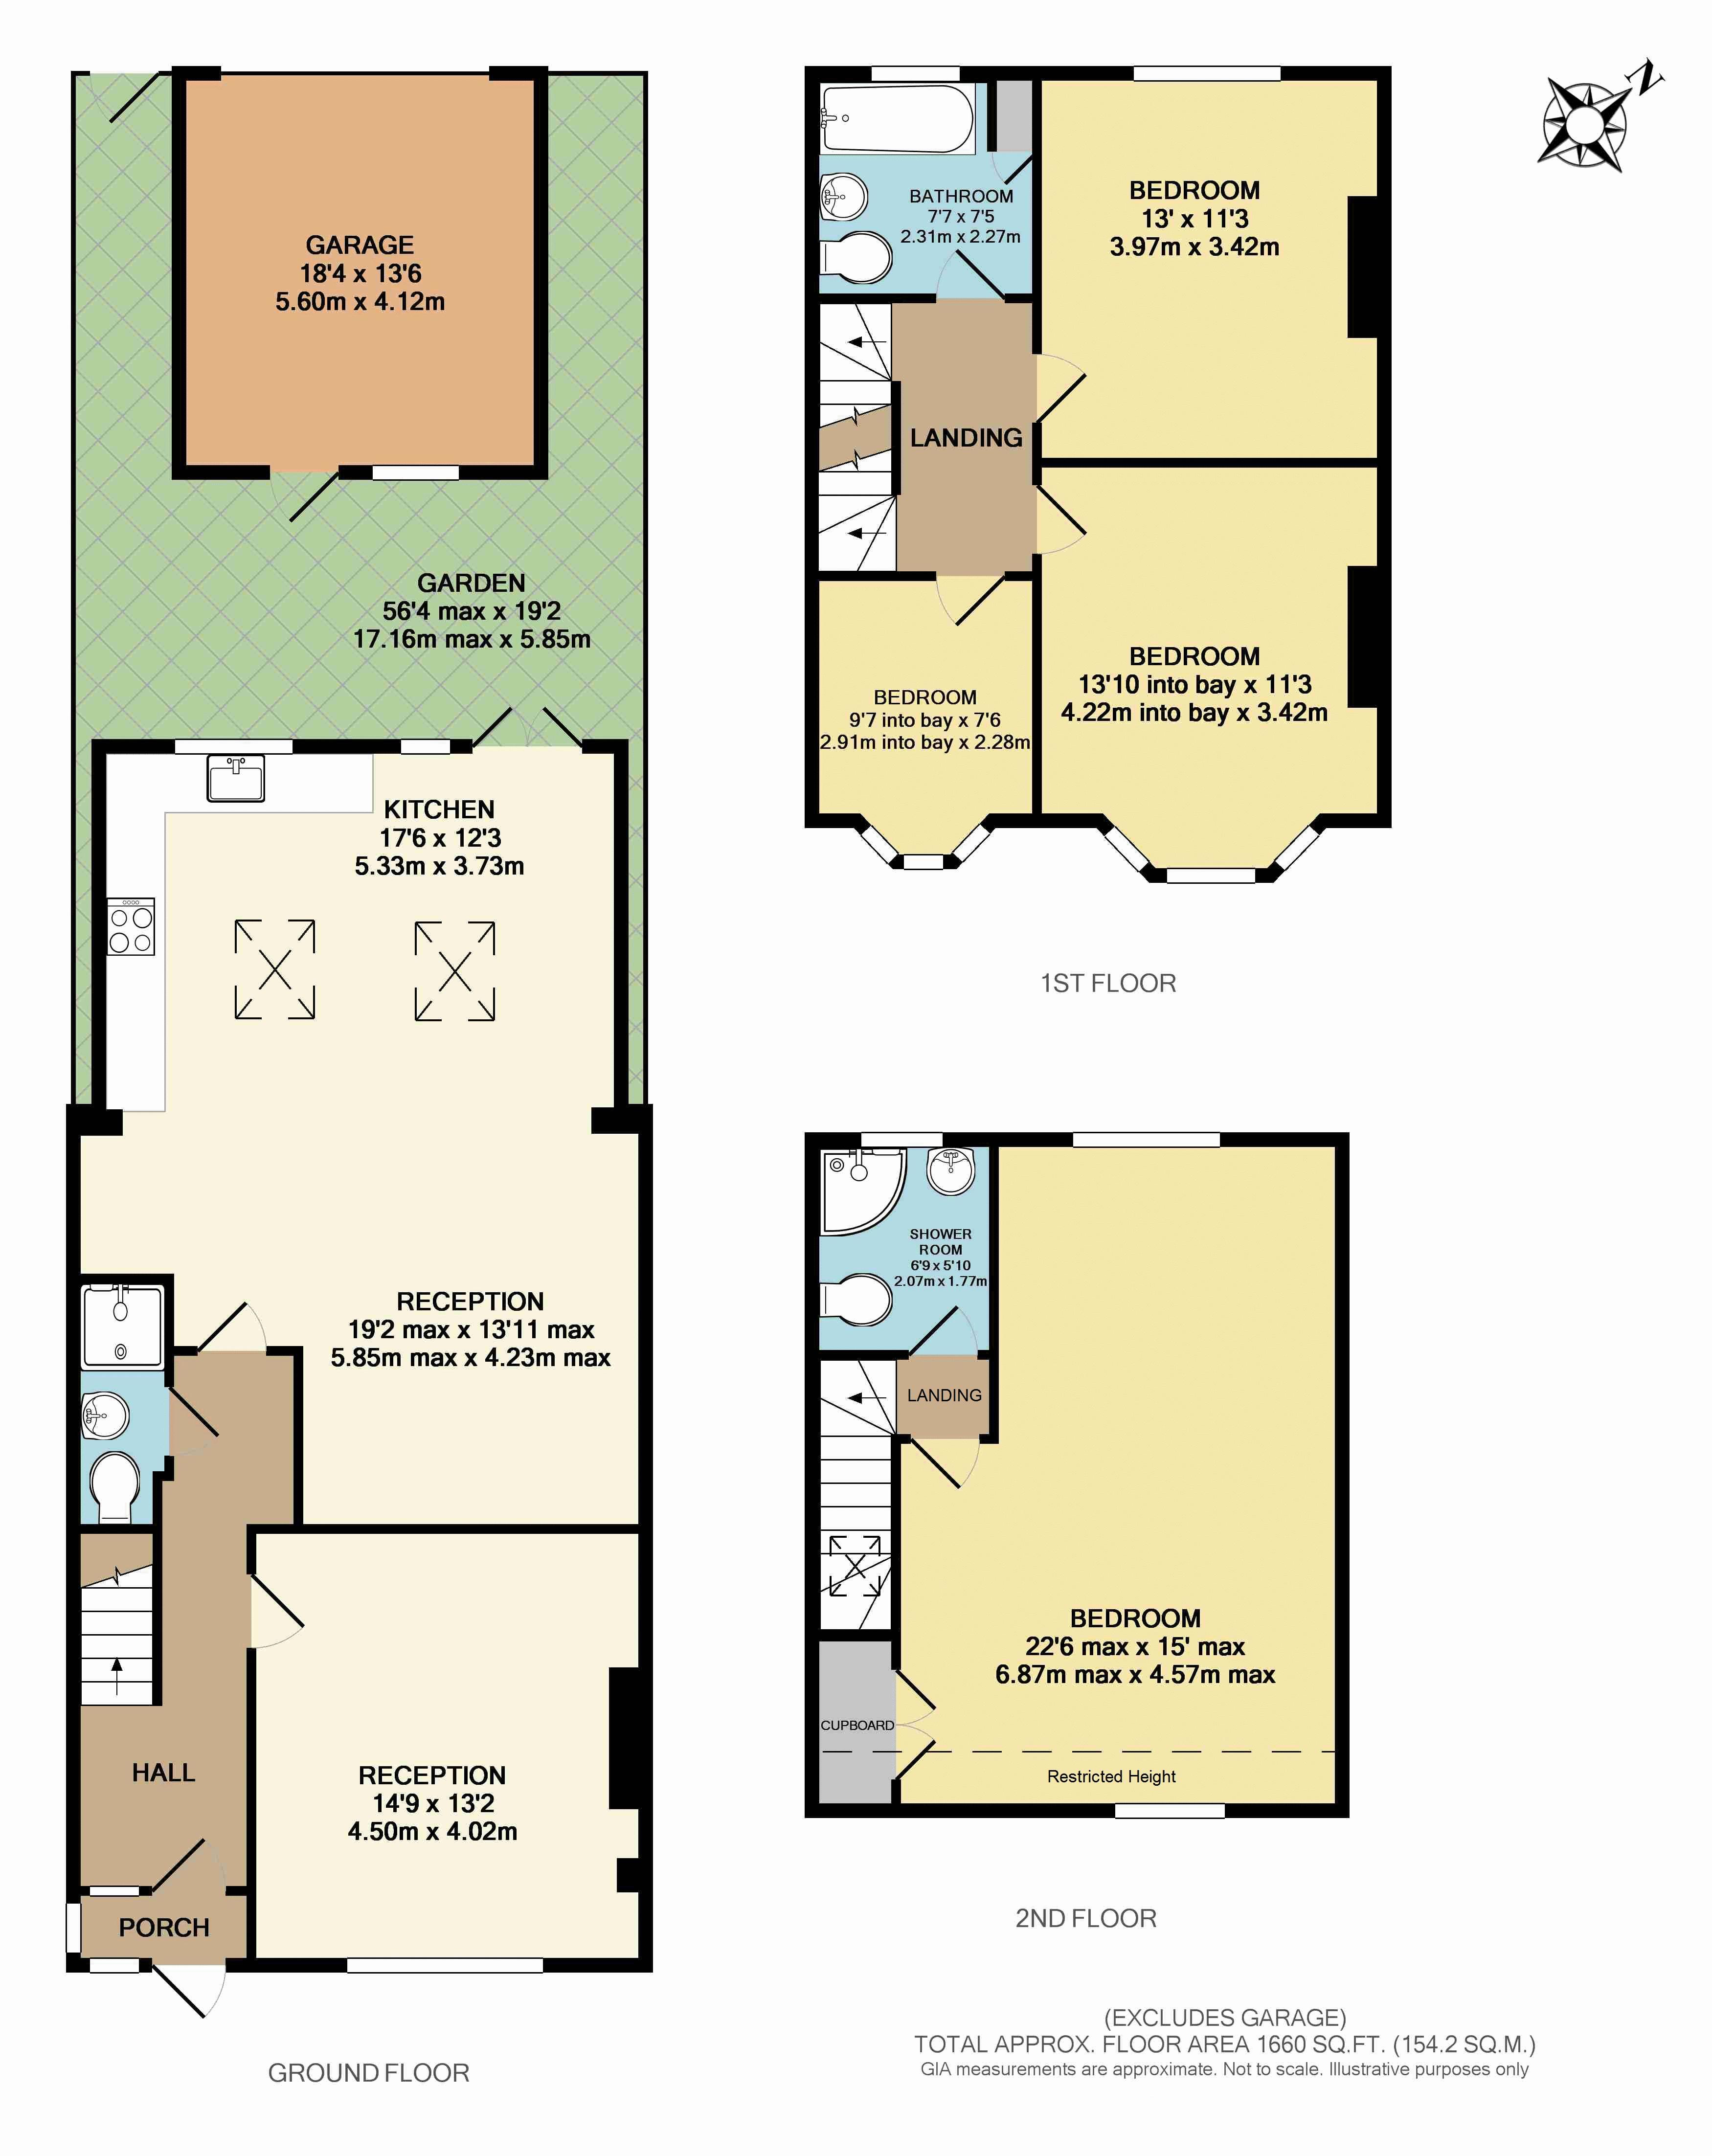 GARAGE
18'4 x 13'6
5.60m x 4.12m
GARDEN
56'4 max x 19'2
17.16m max x 5.85m
KITCHEN
17'6 x 12'3
5.33m x 3.73m
RECEPTION
19'2 max x 13'11 max
5.85m max x 4.23m max
HALL
RECEPTION
14'9 x 13'2
4.50m x 4.02m
PORCH
GROUND FLOOR
N
BATHROOM
7'7 x 7'5
2.31m x 2.27m
BEDROOM
13' x 11'3
3.97m x 3.42m
LANDING
BEDROOM
9'7 into bay x 7'6
2.91m into bay x 2.28m
BEDROOM
13'10 into bay x 11'3
4.22m into bay x 3.42m
1ST FLOOR
SHOWER
ROOM
6'9 x 5'10
2.07m x 1.77m
LANDING
BEDROOM
22'6 max x 15' max
6.87m max x 4.57m max
CUPBOARD
Restricted Height
2ND FLOOR
(EXCLUDES GARAGE)
TOTAL APPROX. FLOOR AREA 1660 SQ.FT. (154.2 SQ.M.)
GIA measurements are approximate. Not to scale. Illustrative purposes only